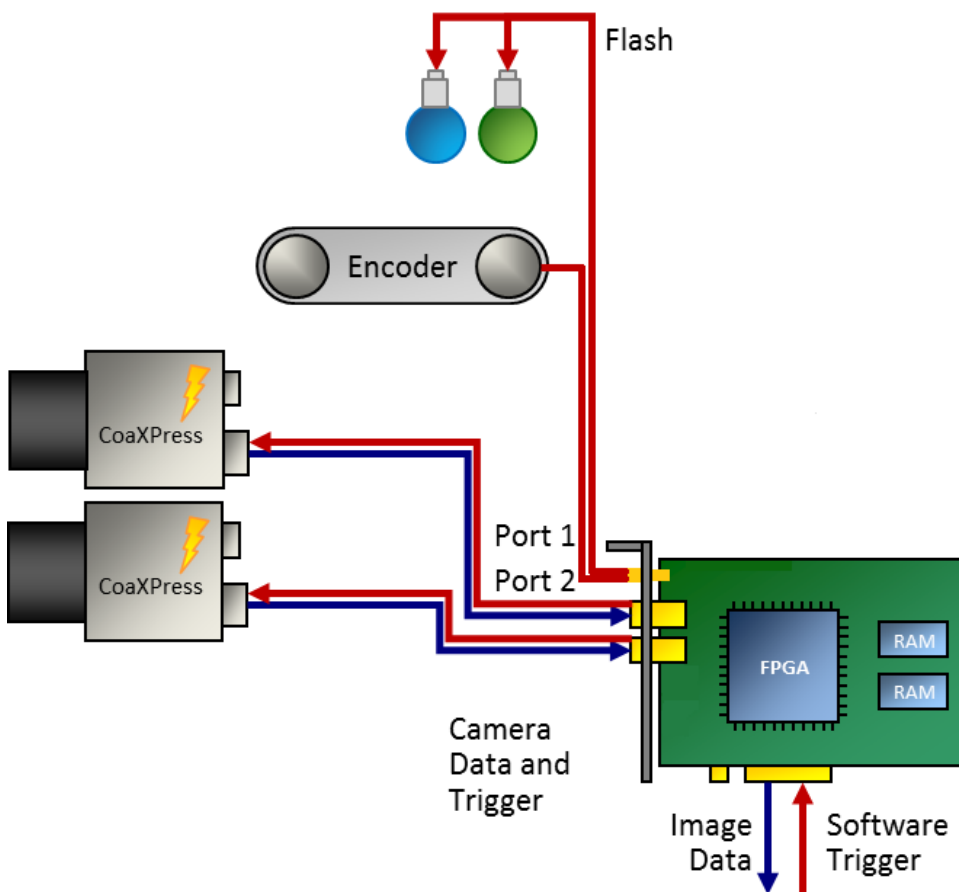 Flash
Encoder
CoaXPress
CoaXPress
Port 1
Port 2
FPGA
RAM
RAM
Camera
Data and
Trigger
Image
Data
Software
Trigger